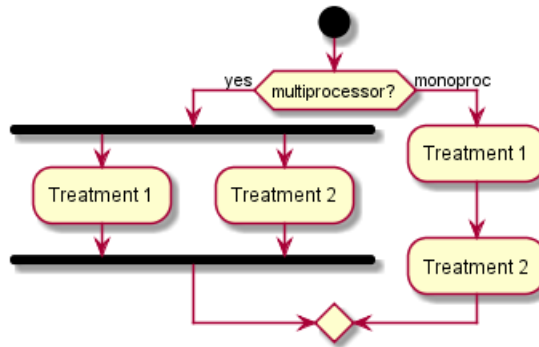 yes
multiprocessor?
monoproc
Treatment 1
Treatment 2
Treatment 1
Treatment 2